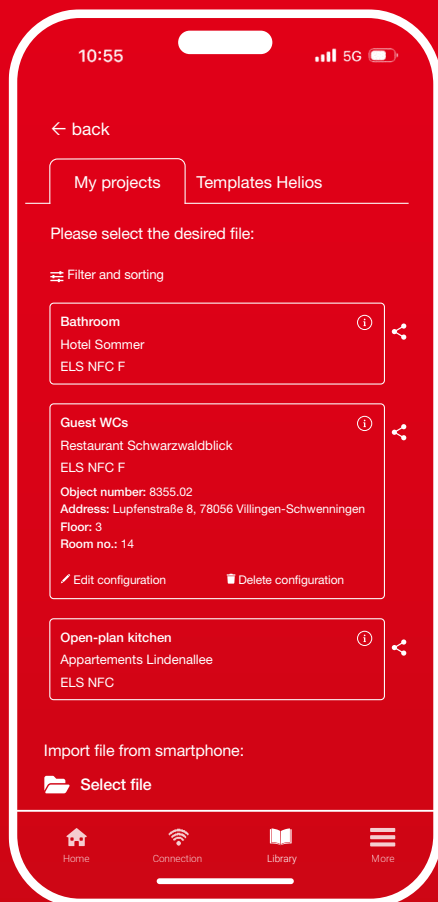 10:55
5G
← back
My projects
Templates Helios
Please select the desired file:
Filter and sorting
Bathroom
Hotel Sommer
ELS NFC F
Guest WCs
Restaurant Schwarzwaldblick
ELS NFC F
Object number: 8355.02
Address: Lupfenstraße 8, 78056 Villingen-Schwenningen
Floor: 3
Room no.: 14
Edit configuration
Delete configuration
Open-plan kitchen
Appartements Lindenallee
ELS NFC
Import file from smartphone:
Select file
Home
Connection
Library
More